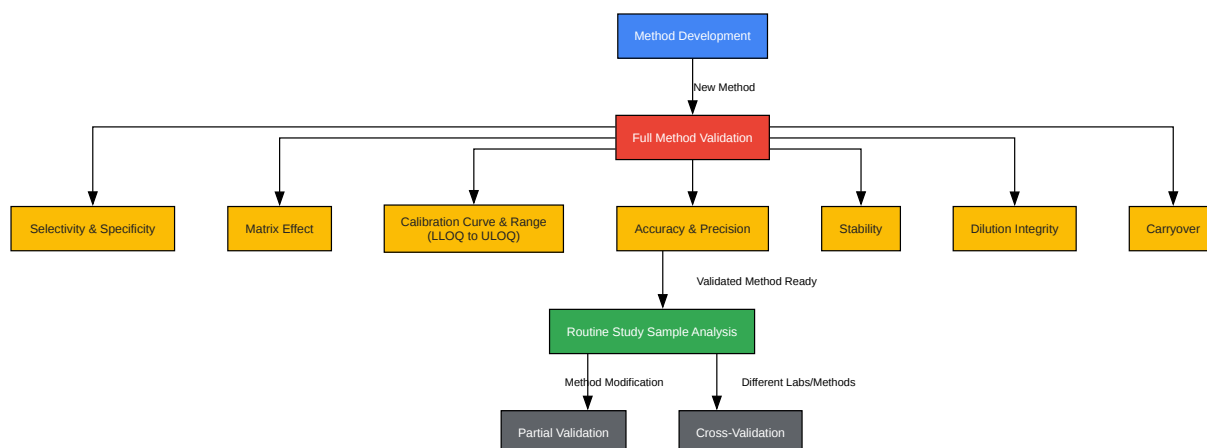 Method Development
New Method
Full Method Validation
Selectivity & Specificity
Matrix Effect
Calibration Curve & Range
(LLOQ to ULOQ)
Accuracy & Precision
Stability
Dilution Integrity
Carryover
Validated Method Ready
Routine Study Sample Analysis
Method Modification
Different Labs/Methods
Partial Validation
Cross-Validation